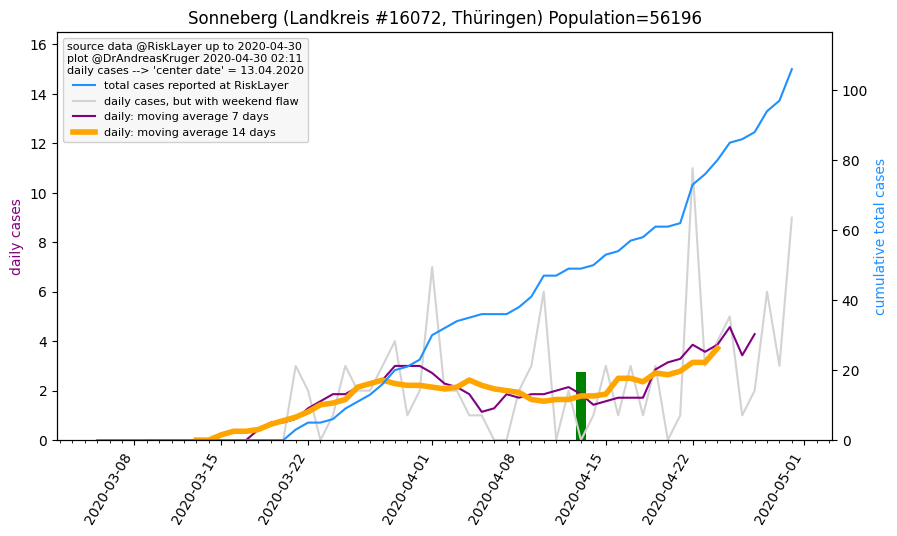 Sonneberg (Landkreis #16072, Thüringen) Population=56196
source data @RiskLayer up to 2020-04-30
plot @DrAndreasKruger 2020-04-30 02:11
daily cases --> 'center date' = 13.04.2020
total cases reported at RiskLayer
daily cases, but with weekend flaw
daily: moving average 7 days
daily: moving average 14 days
daily cases
16
14
12
10
8
6
4
2
0
cumulative total cases
100
80
60
40
20
0
2020-03-08
2020-03-15
2020-03-22
2020-04-01
2020-04-08
2020-04-15
2020-04-22
2020-05-01